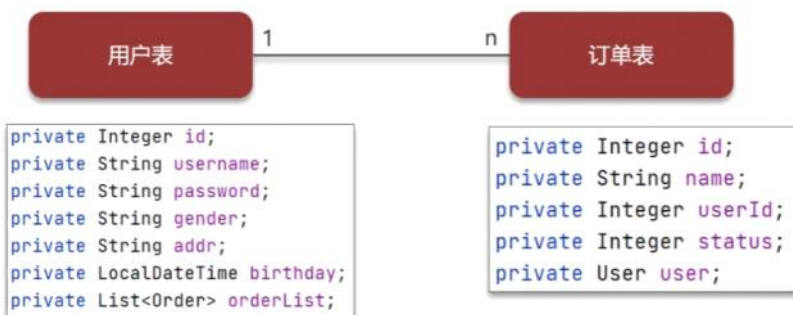 用户表
1
n
订单表
private Integer id;
private String username;
private String password;
private String gender;
private String addr;
private LocalDateTime birthday;
private List<Order> orderList;
private Integer id;
private String name;
private Integer userId;
private Integer status;
private User user;